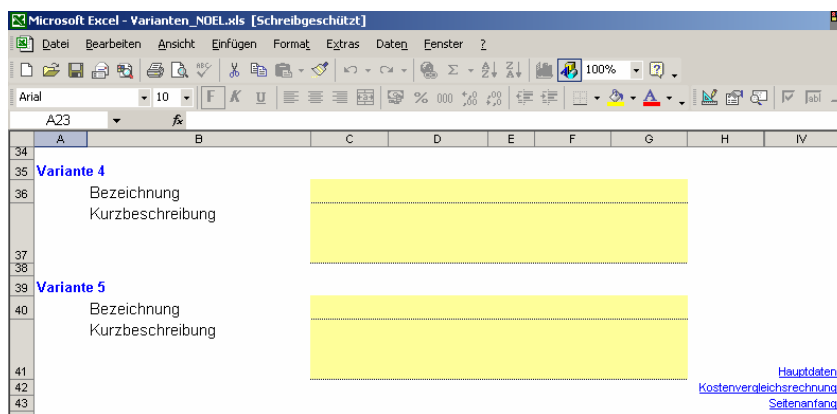 Microsoft Excel - Varianten_NOEL.xls [Schreibgeschützt]
Datei Bearbeiten Ansicht Einfügen Format Extras Daten Fenster ?
100%
Arial 10 F K U % 000
A23 fx
A B C D E F G H IV
34
35 Variante 4
36 Bezeichnung
Kurzbeschreibung
37
38
39 Variante 5
40 Bezeichnung
Kurzbeschreibung
41 Hauptdaten
42 Kostenvergleichsrechnung
43 Seitenanfang